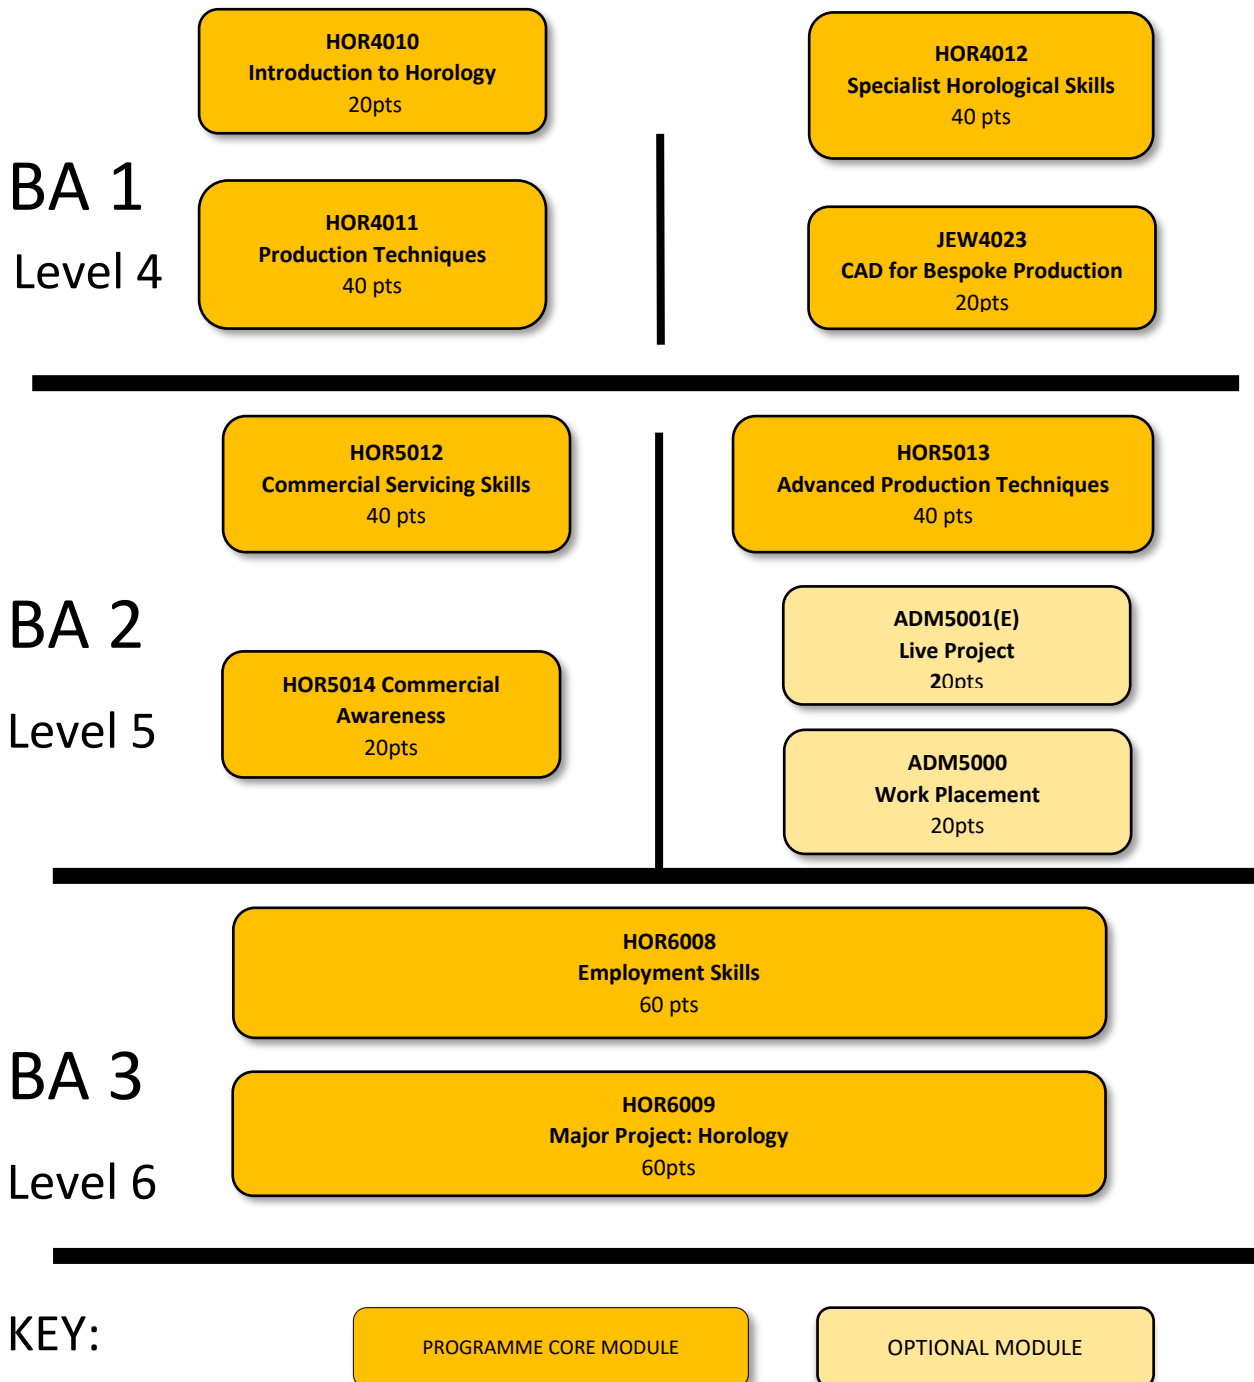 HOR4010
Introduction to Horology
20pts
HOR4012
Specialist Horological Skills
40 pts
BA 1
Level 4
HOR4011
Production Techniques
40 pts
JEW4023
CAD for Bespoke Production
20pts
HOR5012
Commercial Servicing Skills
40 pts
HOR5013
Advanced Production Techniques
40 pts
BA 2
Level 5
HOR5014 Commercial
Awareness
20pts
ADM5001(E)
Live Project
20pts
ADM5000
Work Placement
20pts
HOR6008
Employment Skills
60 pts
BA 3
Level 6
HOR6009
Major Project: Horology
60pts
KEY:
PROGRAMME CORE MODULE
OPTIONAL MODULE